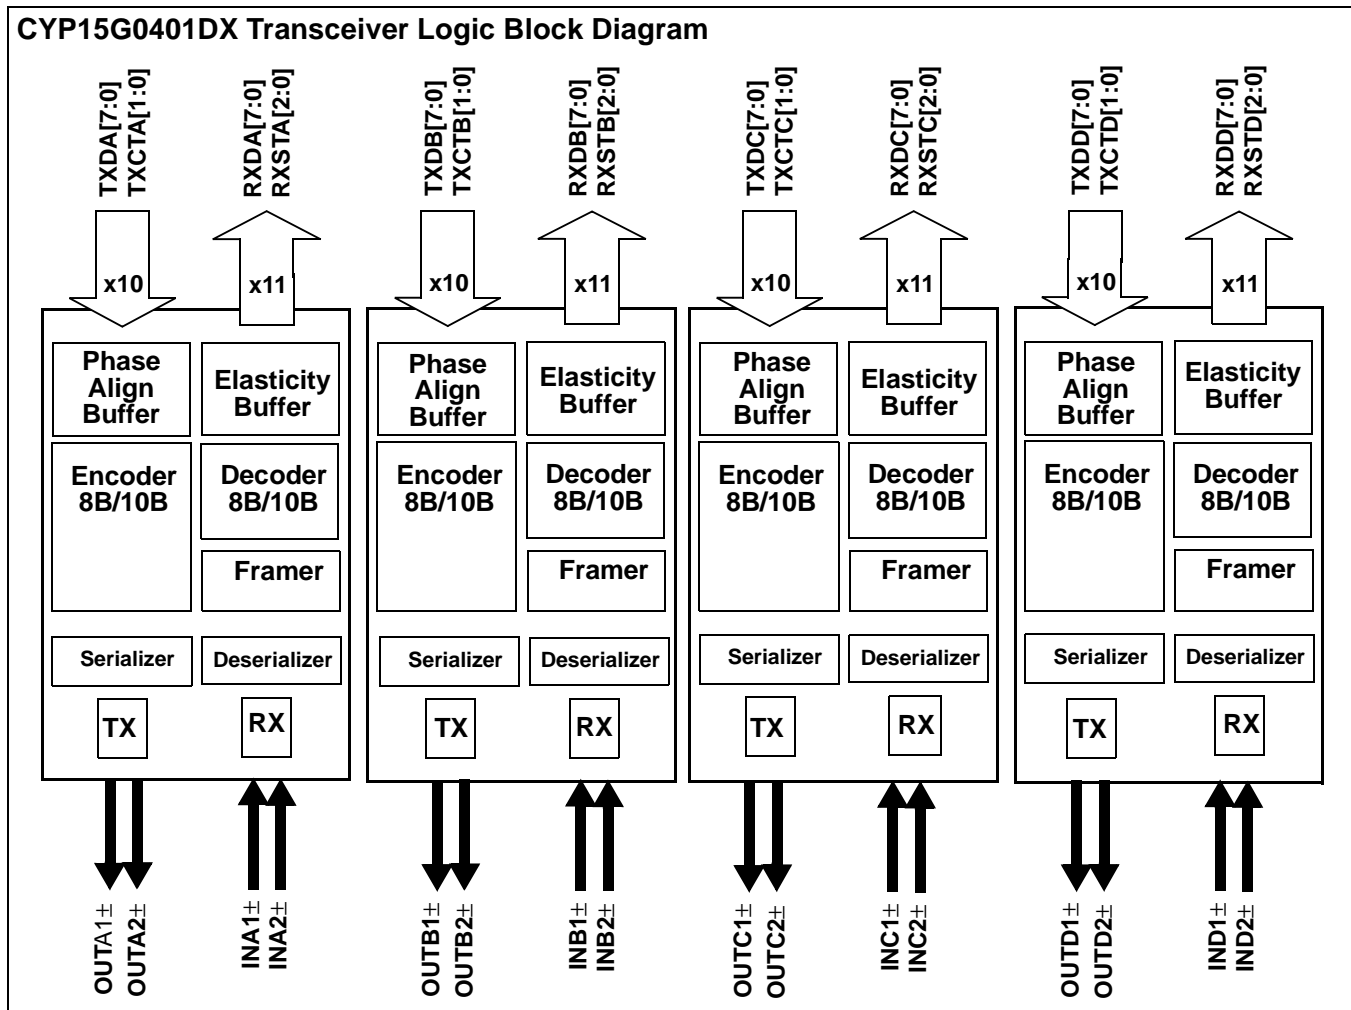 CYP15G0401DX Transceiver Logic Block Diagram
TXDA[7:0]
TXCTA[1:0]
RXDA[7:0]
RXSTA[2:0]
TXDB[7:0]
TXCTB[1:0]
RXDB[7:0]
RXSTB[2:0]
TXDC[7:0]
TXCTC[1:0]
RXDC[7:0]
RXSTC[2:0]
TXDD[7:0]
TXCTD[1:0]
RXDD[7:0]
RXSTD[2:0]
x10
x11
x10
x11
x10
x11
x10
x11
Phase
Align
Buffer
Elasticity
Buffer
Encoder
8B/10B
Decoder
8B/10B
Framer
Serializer
Deserializer
TX
RX
Phase
Align
Buffer
Elasticity
Buffer
Encoder
8B/10B
Decoder
8B/10B
Framer
Serializer
Deserializer
TX
RX
Phase
Align
Buffer
Elasticity
Buffer
Encoder
8B/10B
Decoder
8B/10B
Framer
Serializer
Deserializer
TX
RX
Phase
Align
Buffer
Elasticity
Buffer
Encoder
8B/10B
Decoder
8B/10B
Framer
Serializer
Deserializer
TX
RX
OUTA1±
OUTA2±
INA1±
INA2±
OUTB1±
OUTB2±
INB1±
INB2±
OUTC1±
OUTC2±
INC1±
INC2±
OUTD1±
OUTD2±
IND1±
IND2±